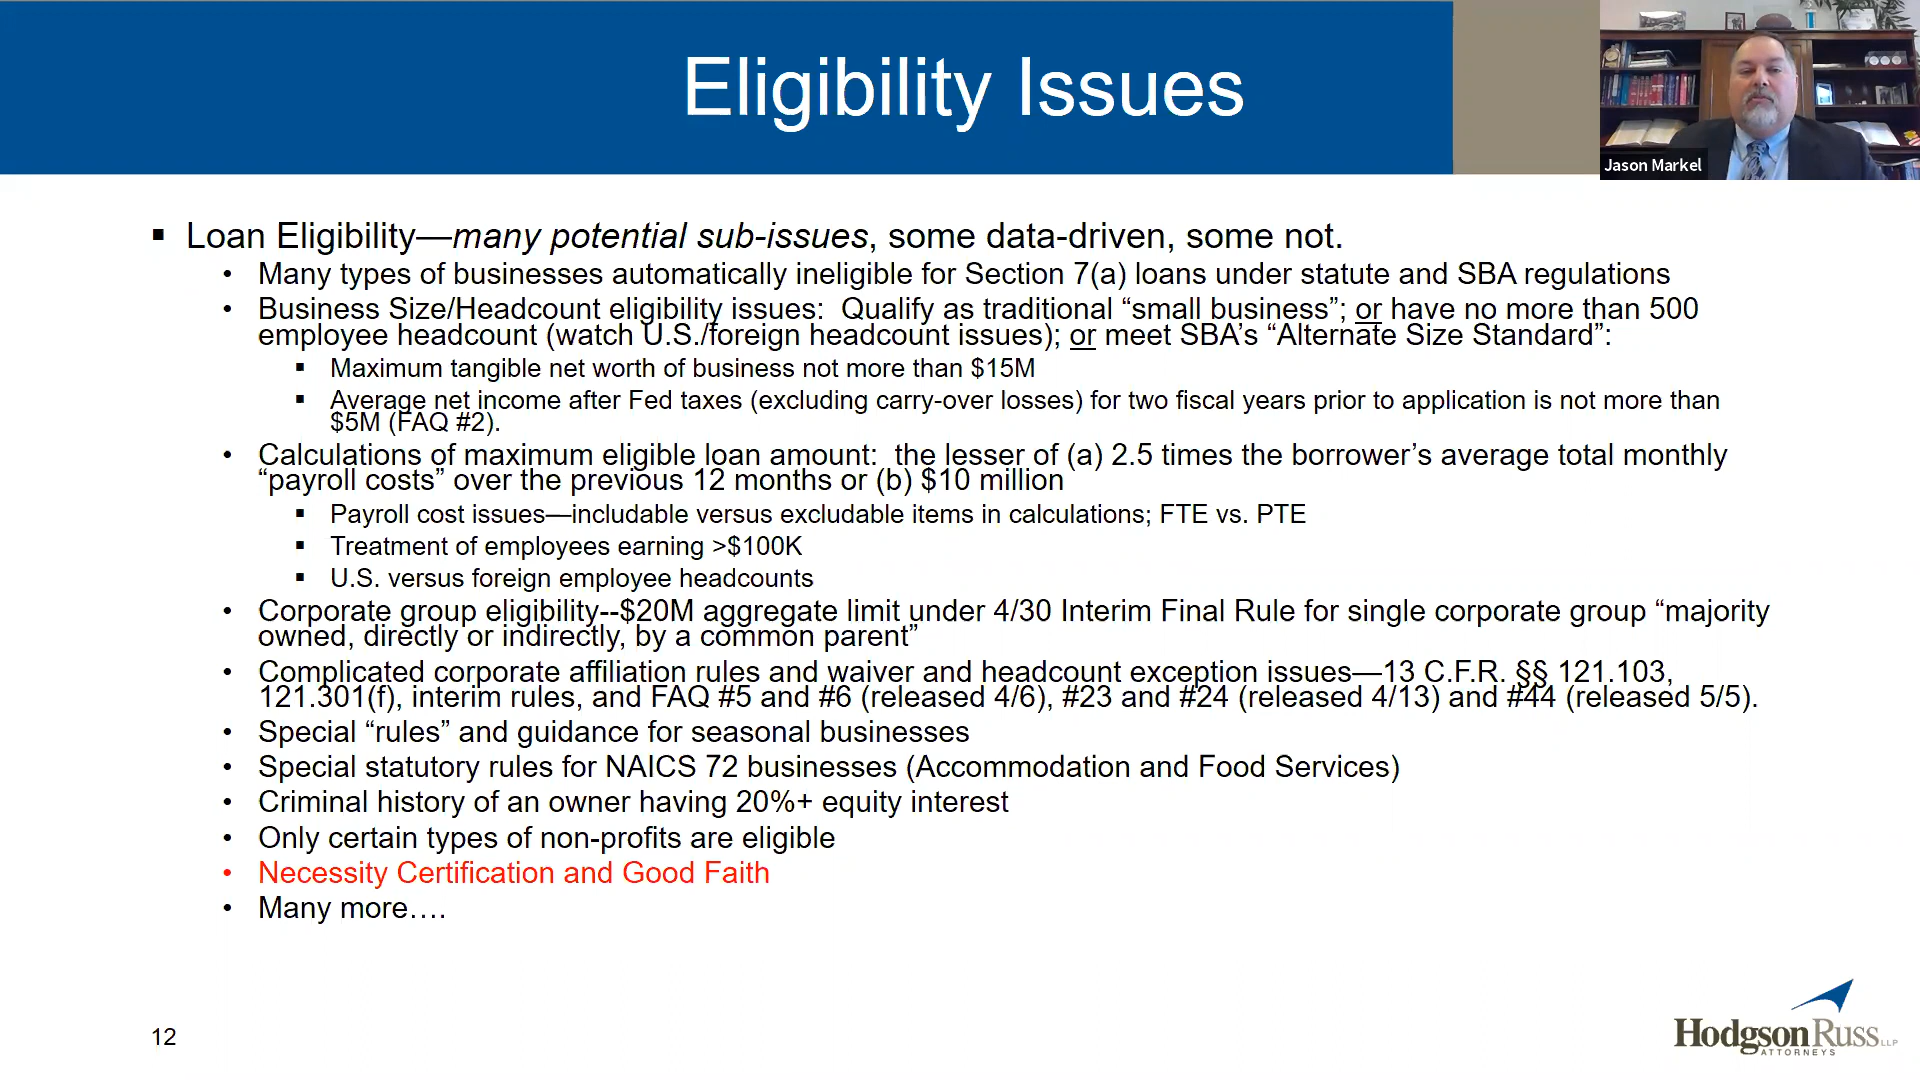 Eligibility Issues
Jason Markel
▪ Loan Eligibility—many potential sub-issues, some data-driven, some not.
• Many types of businesses automatically ineligible for Section 7(a) loans under statute and SBA regulations
• Business Size/Headcount eligibility issues:  Qualify as traditional “small business”; or have no more than 500
employee headcount (watch U.S./foreign headcount issues); or meet SBA’s “Alternate Size Standard”:
▪ Maximum tangible net worth of business not more than $15M
▪ Average net income after Fed taxes (excluding carry-over losses) for two fiscal years prior to application is not more than
$5M (FAQ #2).
• Calculations of maximum eligible loan amount:  the lesser of (a) 2.5 times the borrower’s average total monthly
“payroll costs” over the previous 12 months or (b) $10 million
▪ Payroll cost issues—includable versus excludable items in calculations; FTE vs. PTE
▪ Treatment of employees earning >$100K
▪ U.S. versus foreign employee headcounts
• Corporate group eligibility--$20M aggregate limit under 4/30 Interim Final Rule for single corporate group “majority
owned, directly or indirectly, by a common parent”
• Complicated corporate affiliation rules and waiver and headcount exception issues—13 C.F.R. §§ 121.103,
121.301(f), interim rules, and FAQ #5 and #6 (released 4/6), #23 and #24 (released 4/13) and #44 (released 5/5).
• Special “rules” and guidance for seasonal businesses
• Special statutory rules for NAICS 72 businesses (Accommodation and Food Services)
• Criminal history of an owner having 20%+ equity interest
• Only certain types of non-profits are eligible
• Necessity Certification and Good Faith
• Many more….
12
HodgsonRuss LLP
ATTORNEYS